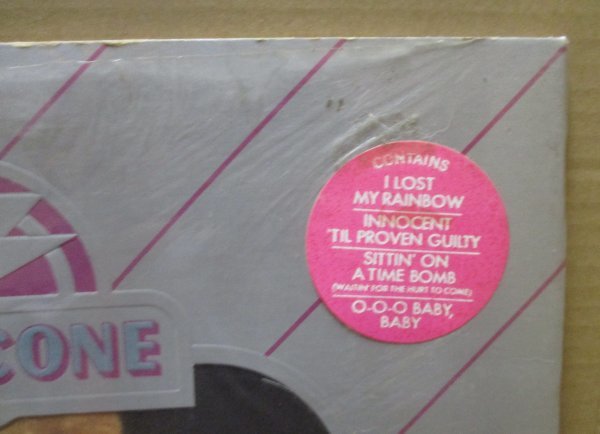 CONTAINS
I LOST
MY RAINBOW
INNOCENT
'TIL PROVEN GUILTY
SITTIN' ON
A TIME BOMB
(WAITIN' FOR THE HURT TO COME)
O-O-O BABY,
BABY
CONE